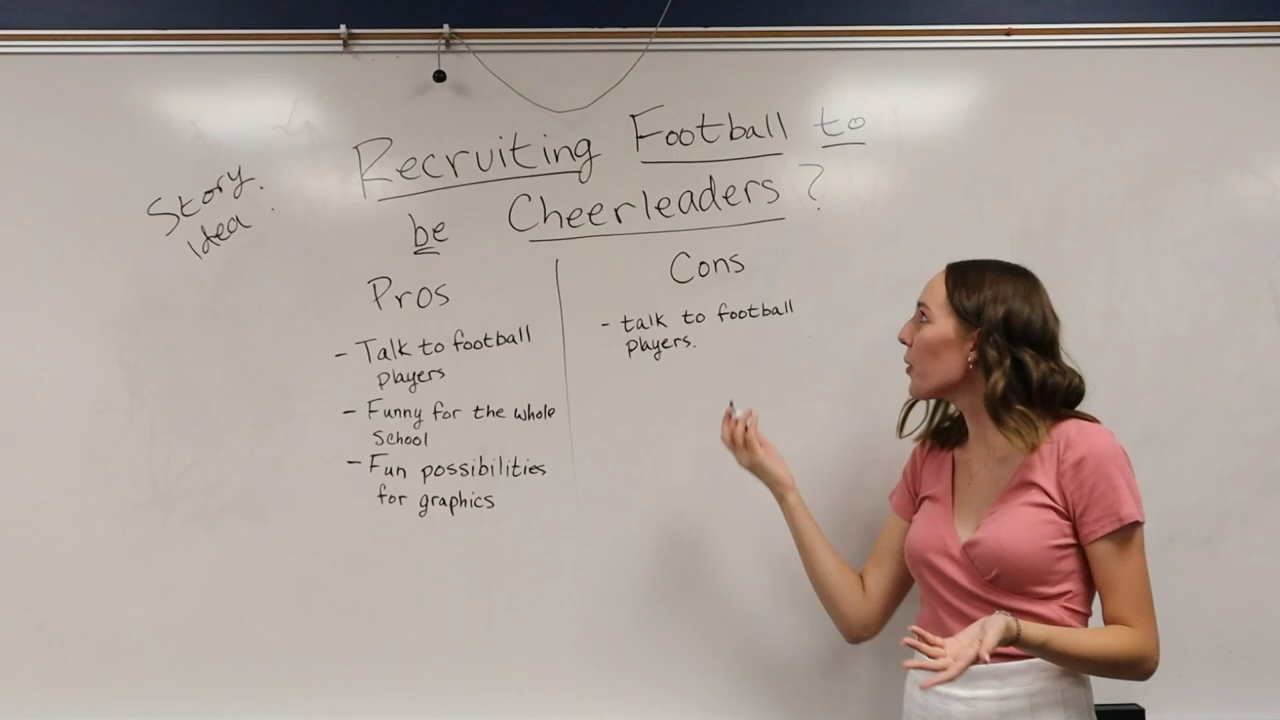 Story
idea
Recruiting Football to
be Cheerleaders?
Pros
- Talk to football
players
- Funny for the whole
School
- Fun possibilities
for graphics
Cons
- talk to football
players.